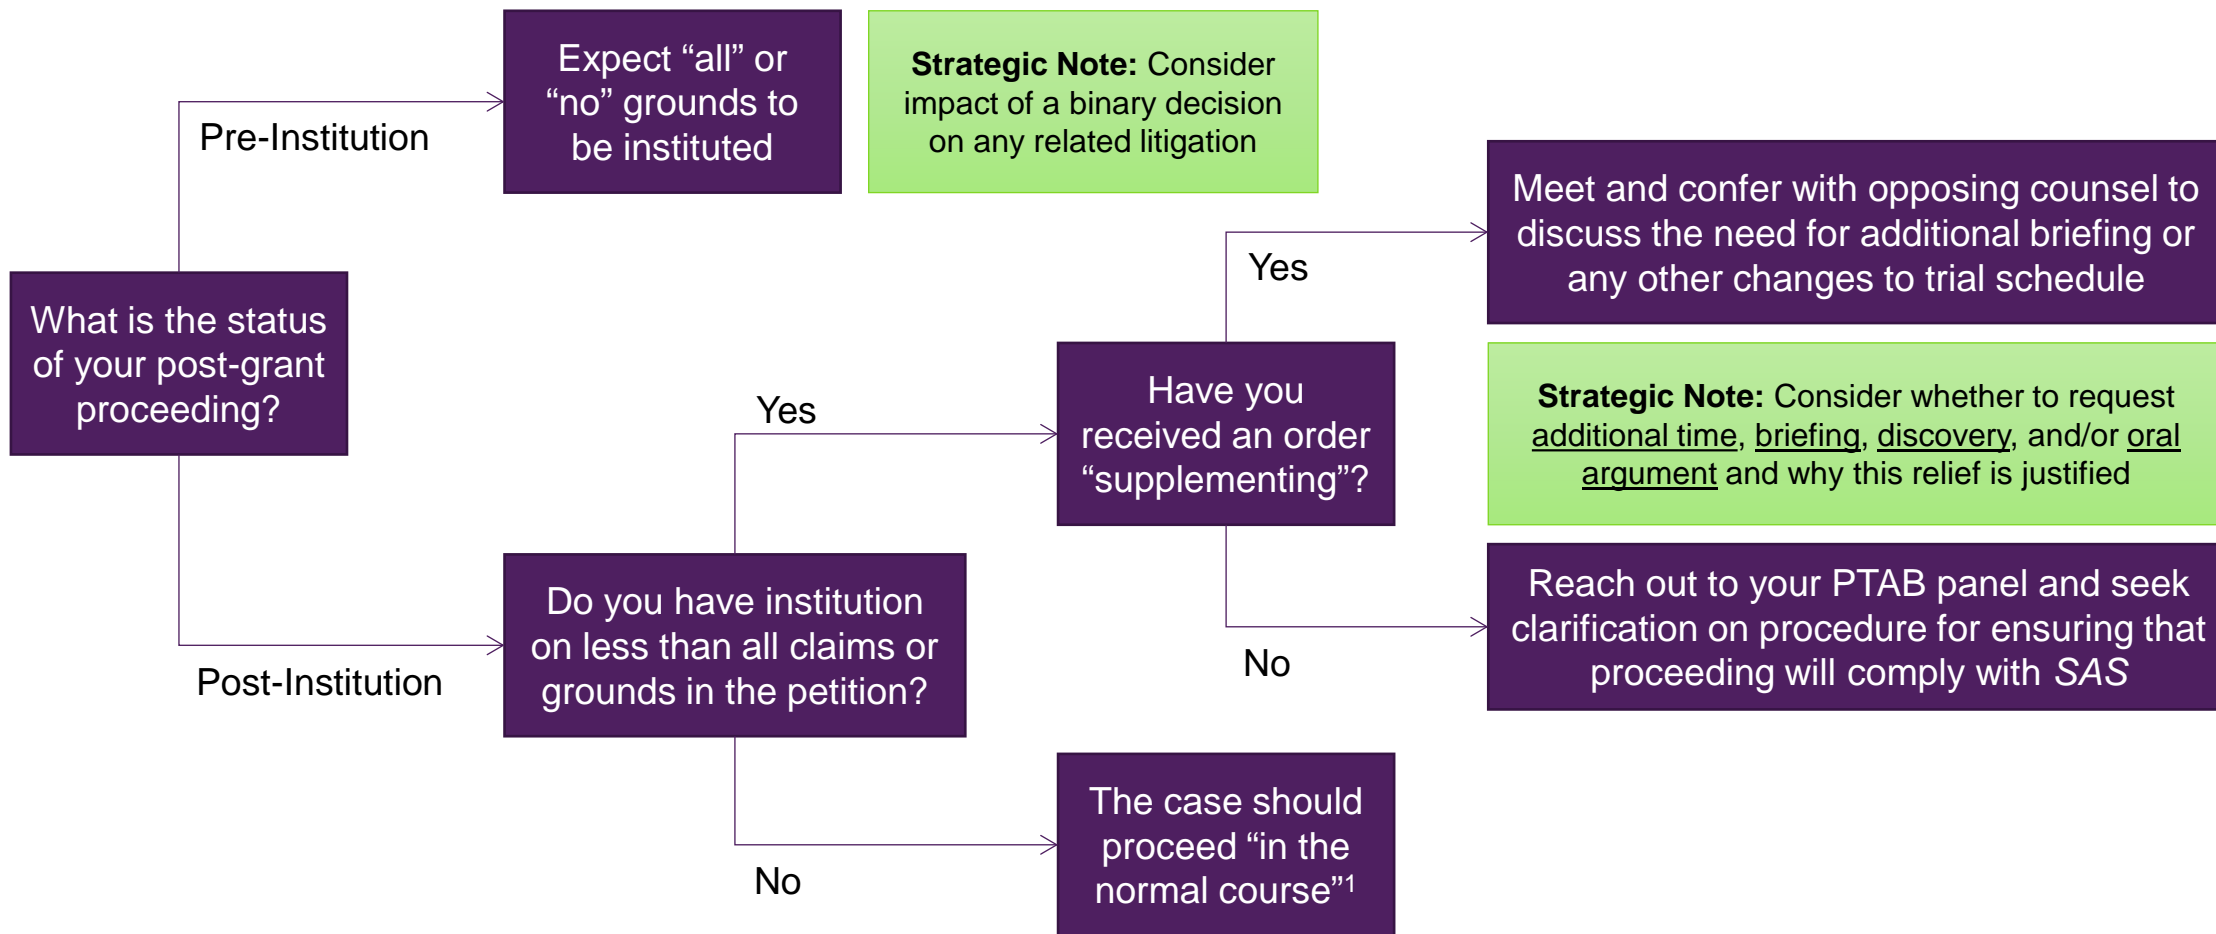 What is the status
of your post-grant
proceeding?
Pre-Institution
Expect “all” or
“no” grounds to
be instituted
Strategic Note: Consider
impact of a binary decision
on any related litigation
Post-Institution
Do you have institution
on less than all claims or
grounds in the petition?
Yes
Have you
received an order
“supplementing”?
Yes
Meet and confer with opposing counsel to
discuss the need for additional briefing or
any other changes to trial schedule
Strategic Note: Consider whether to request
additional time, briefing, discovery, and/or oral
argument and why this relief is justified
No
Reach out to your PTAB panel and seek
clarification on procedure for ensuring that
proceeding will comply with SAS
No
The case should
proceed “in the
normal course”1